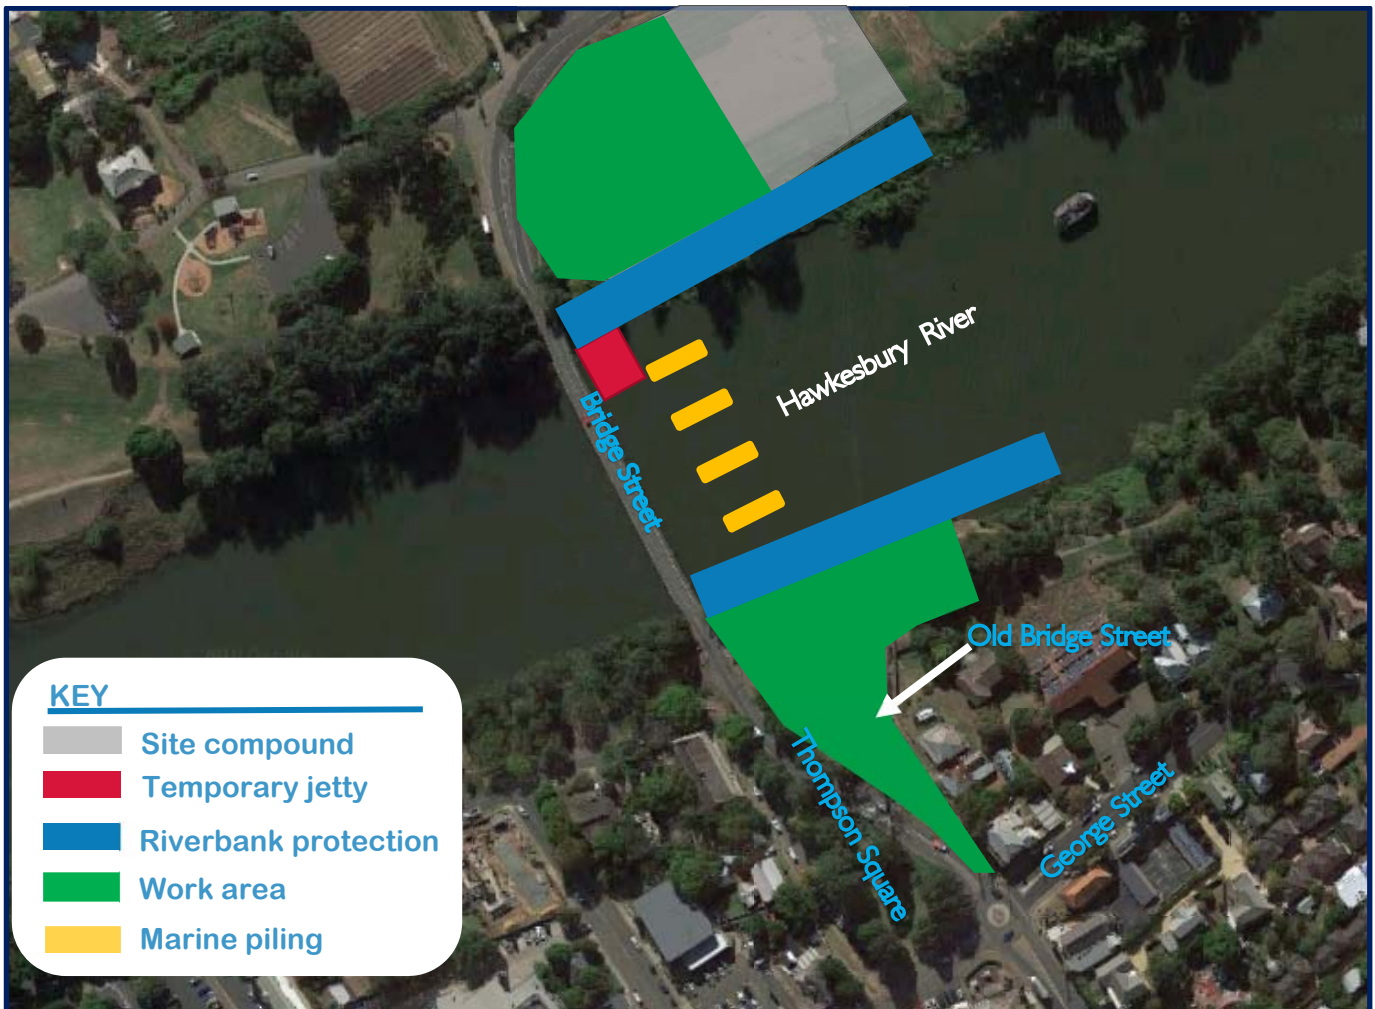 Hawkesbury River
Bridge Street
Old Bridge Street
Thompson Square
George Street
KEY
Site compound
Temporary jetty
Riverbank protection
Work area
Marine piling